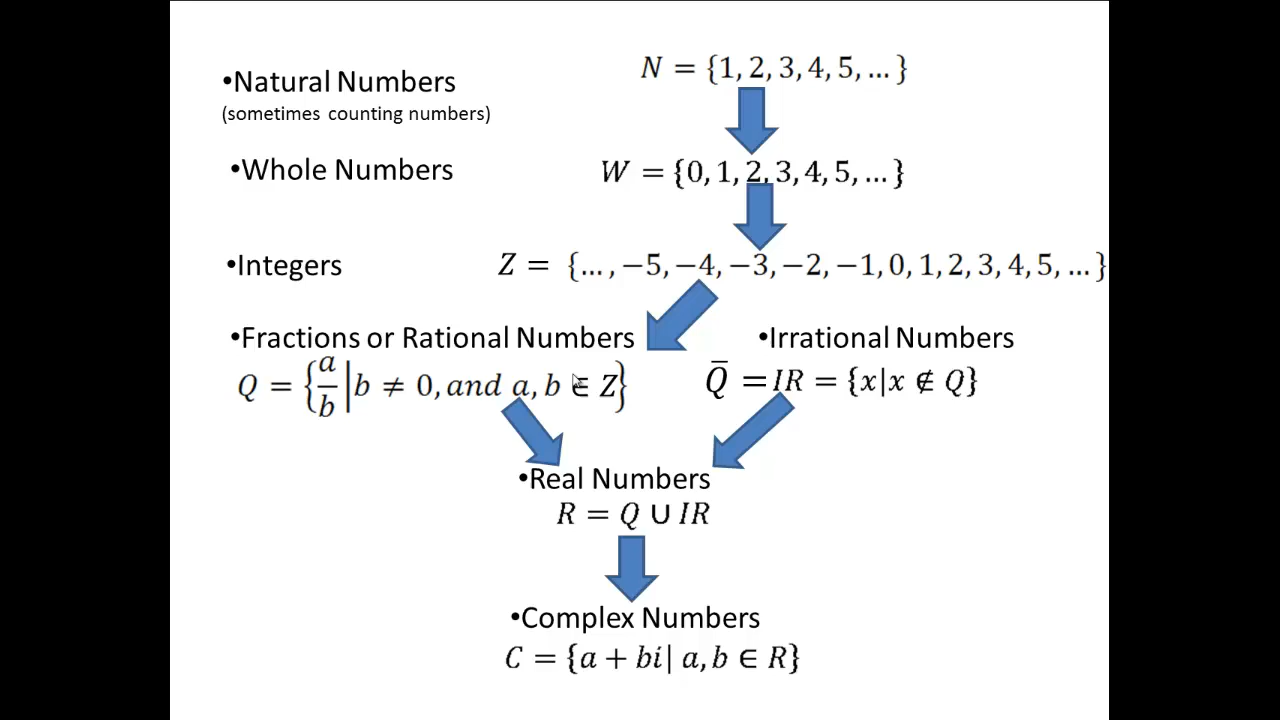 •Natural Numbers
N = {1, 2, 3, 4, 5, … }
(sometimes counting numbers)
•Whole Numbers
W = {0, 1, 2, 3, 4, 5, … }
•Integers
Z = {… , −5, −4, −3, −2, −1, 0, 1, 2, 3, 4, 5, … }
•Fractions or Rational Numbers
•Irrational Numbers
Q = {a/b | b ≠ 0, and a, b ∈ Z}
Q̅ = IR = {x|x ∉ Q}
•Real Numbers
R = Q ∪ IR
•Complex Numbers
C = {a + bi| a, b ∈ R}